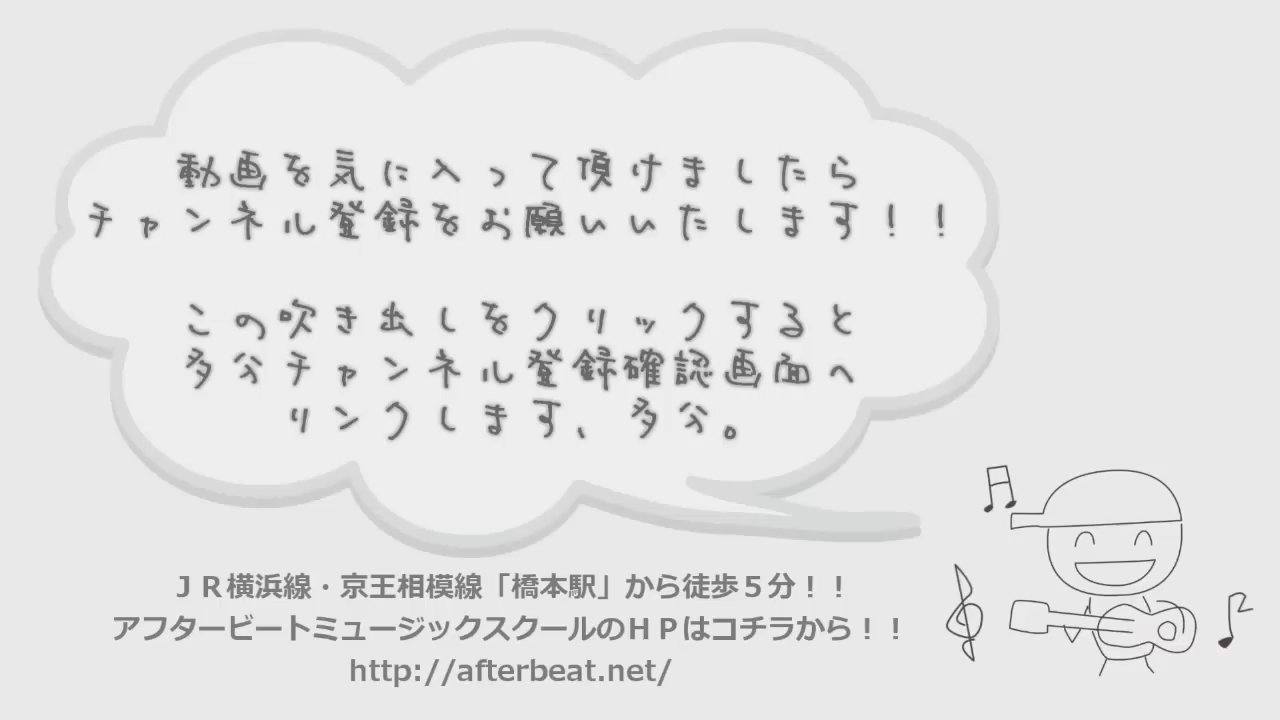 動画を気に入って頂けましたら
チャンネル登録をお願いいたします！！
この吹き出しをクリックすると
多分チャンネル登録確認画面へ
リンクします、多分。
ＪＲ横浜線・京王相模線「橋本駅」から徒歩５分！！
アフタービートミュージックスクールのＨＰはコチラから！！
http://afterbeat.net/